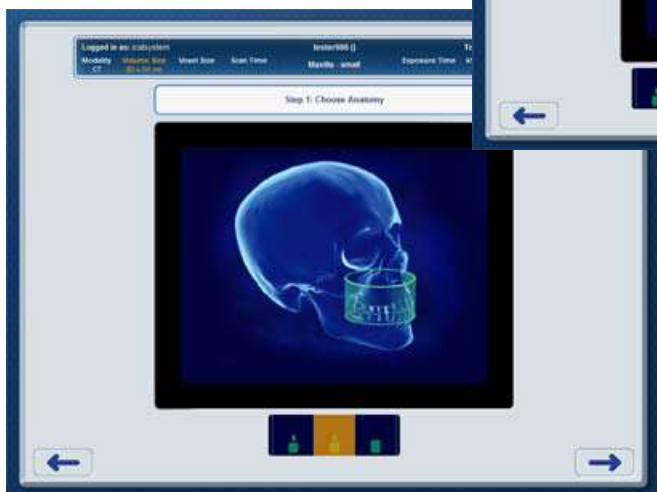 Logged in as: icatsystem
tester986 ()
Modality
Volume Size
Voxel Size
Scan Time
Maxilla - small
Exposure Time
CT
Step 1: Choose Anatomy